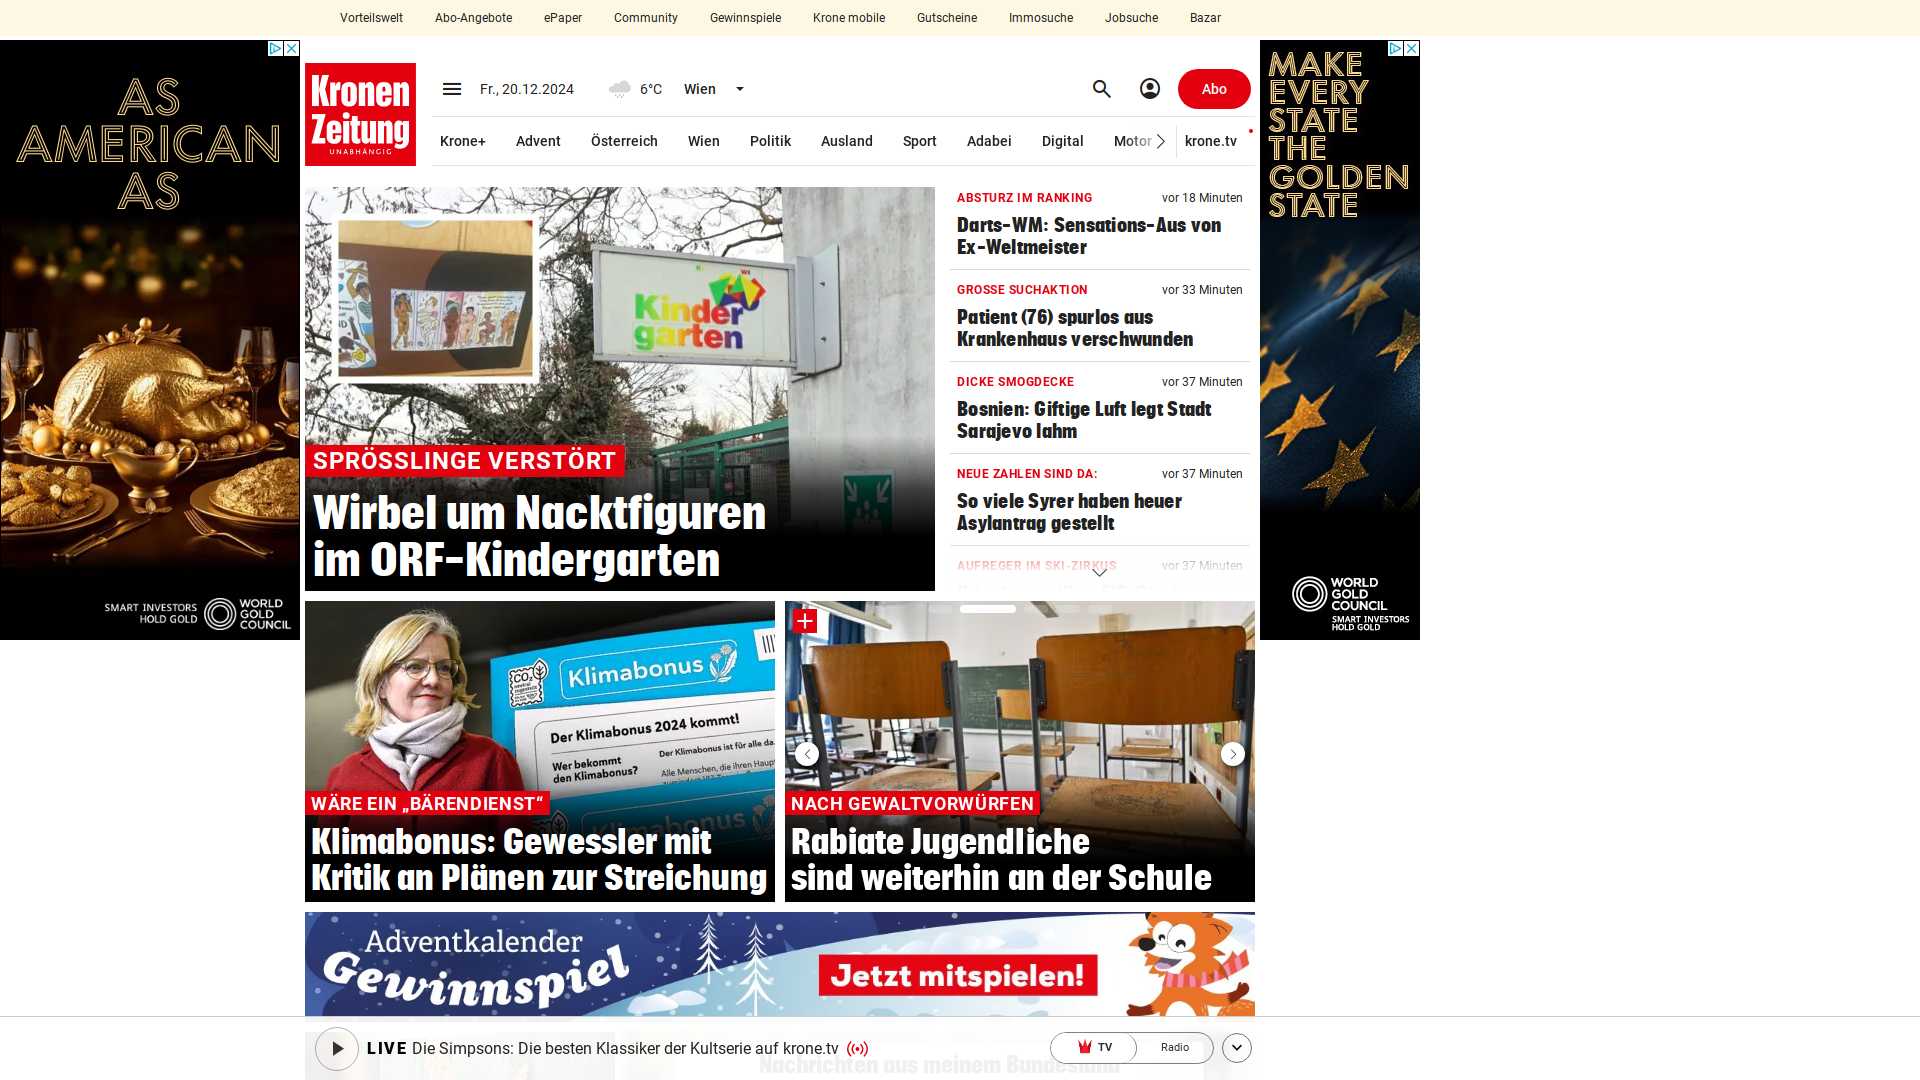 Vorteilswelt Abo-Angebote ePaper Community Gewinnspiele Krone mobile Gutscheine Immosuche Jobsuche Bazar
AS
AMERICAN
AS
SMART INVESTORS
HOLD GOLD
WORLD
GOLD
COUNCIL
Kronen
Zeitung
UNABHÄNGIG
Fr., 20.12.2024 6°C Wien Abo
Krone+ Advent Österreich Wien Politik Ausland Sport Adabei Digital Motor krone.tv
MAKE
EVERY
STATE
THE
GOLDEN
STATE
WORLD
GOLD
COUNCIL
SMART INVESTORS
HOLD GOLD
Kinder
garten
SPRÖSSLINGE VERSTÖRT
Wirbel um Nacktfiguren
im ORF-Kindergarten
ABSTURZ IM RANKING vor 18 Minuten
Darts-WM: Sensations-Aus von
Ex-Weltmeister
GROSSE SUCHAKTION vor 33 Minuten
Patient (76) spurlos aus
Krankenhaus verschwunden
DICKE SMOGDECKE vor 37 Minuten
Bosnien: Giftige Luft legt Stadt
Sarajevo lahm
NEUE ZAHLEN SIND DA: vor 37 Minuten
So viele Syrer haben heuer
Asylantrag gestellt
AUFREGER IM SKI-ZIRKUS vor 37 Minuten
CO2
Klimabonus
Der Klimabonus 2024 kommt!
Wer bekommt
den Klimabonus?
Der Klimabonus ist für alle da.
Alle Menschen, die ihren
Klimabonus
WÄRE EIN „BÄRENDIENST“
Klimabonus: Gewessler mit
Kritik an Plänen zur Streichung
NACH GEWALTVORWÜRFEN
Rabiate Jugendliche
sind weiterhin an der Schule
Adventkalender
Gewinnspiel
Jetzt mitspielen!
LIVE Die Simpsons: Die besten Klassiker der Kultserie auf krone.tv TV Radio
Nachrichten aus meinem Bundesland